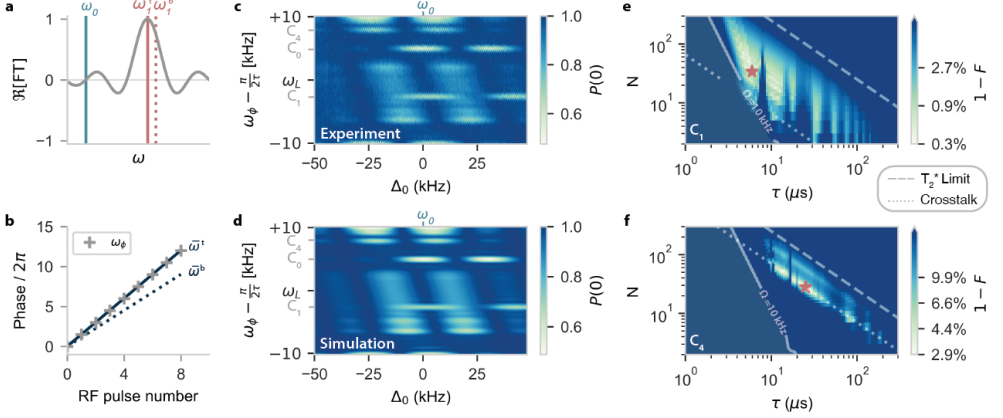 a
ω₀
ω₁ᵗ ω₁ᵇ
1
0
−1
ℜ[FT]
ω
b
15
10
5
0
Phase / 2π
ω_ϕ
ω̄ᵗ
ω̄ᵇ
0
4
8
RF pulse number
c
ω₀
+10
C₄
C₀
ω_L
C₁
−10
ω_ϕ − π/2τ [kHz]
Experiment
−50
−25
0
25
Δ₀ (kHz)
1.0
0.8
0.6
P(0)
d
ω₀
+10
C₄
C₀
ω_L
C₁
−10
ω_ϕ − π/2τ [kHz]
Simulation
−50
−25
0
25
Δ₀ (kHz)
1.0
0.8
0.6
P(0)
e
10²
10¹
N
Ω=10 kHz
C₁
10⁰
10¹
10²
τ (μs)
2.7%
0.9%
0.3%
1 − F
T₂* Limit
Crosstalk
f
10²
10¹
N
Ω=10 kHz
C₄
10⁰
10¹
10²
τ (μs)
9.9%
6.6%
4.4%
2.9%
1 − F